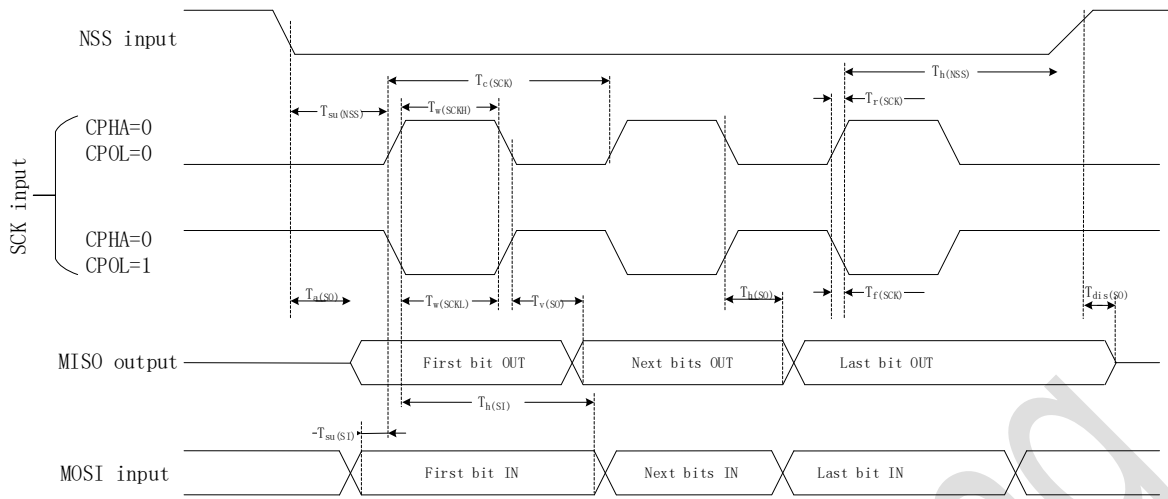 NSS input
Tc(SCK)
Th(NSS)
Tsu(NSS)
Tw(SCKH)
Tr(SCK)
SCK input
CPHA=0
CPOL=0
CPHA=0
CPOL=1
Ta(SO)
Tw(SCKL)
Tv(SO)
Th(SO)
Tf(SCK)
Tdis(SO)
MISO output
First bit OUT
Next bits OUT
Last bit OUT
Th(SI)
Tsu(SI)
MOSI input
First bit IN
Next bits IN
Last bit IN